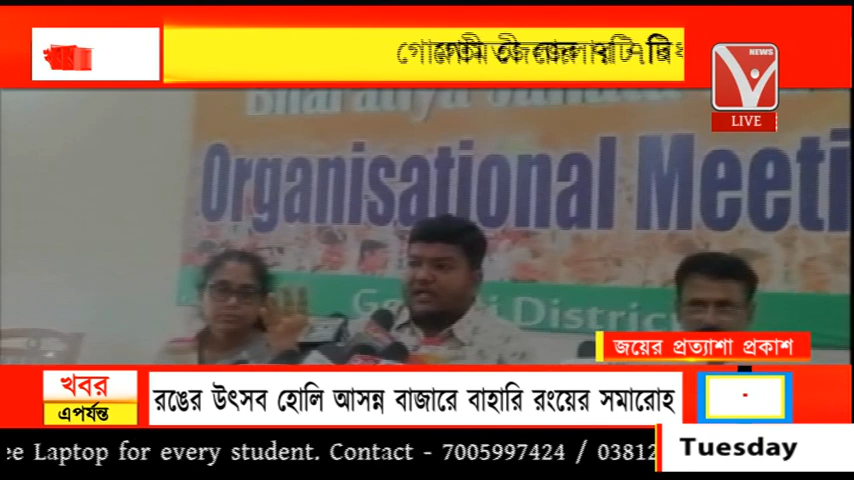 NEWS
V
LIVE
Organisational Meeti
District
জয়ের প্রত্যাশা প্রকাশ
খবর
এপর্যন্ত
রঙের উৎসব হোলি আসন্ন বাজারে বাহারি রংয়ের সমারোহ
ee Laptop for every student. Contact - 7005997424 / 03812
Tuesday